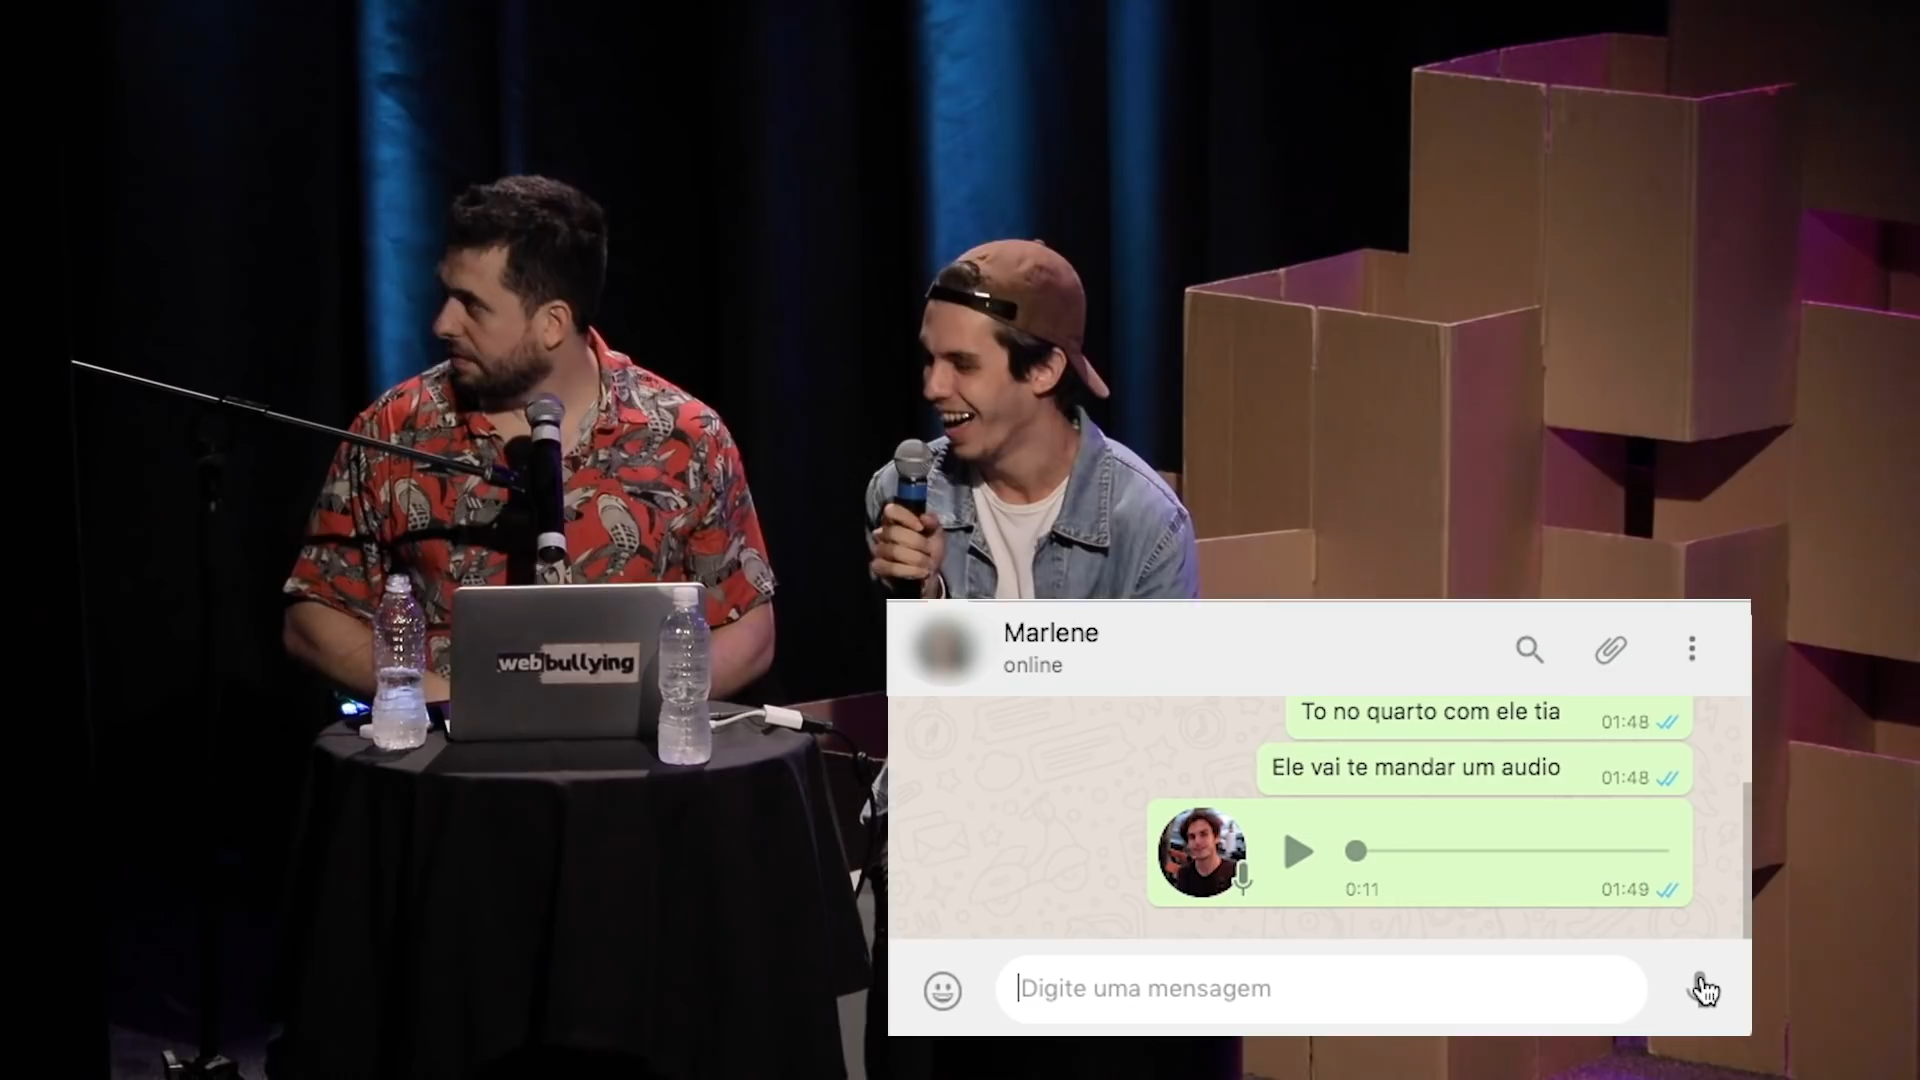 webbullying
Marlene
online
To no quarto com ele tia 01:48
Ele vai te mandar um audio 01:48
0:11 01:49
Digite uma mensagem